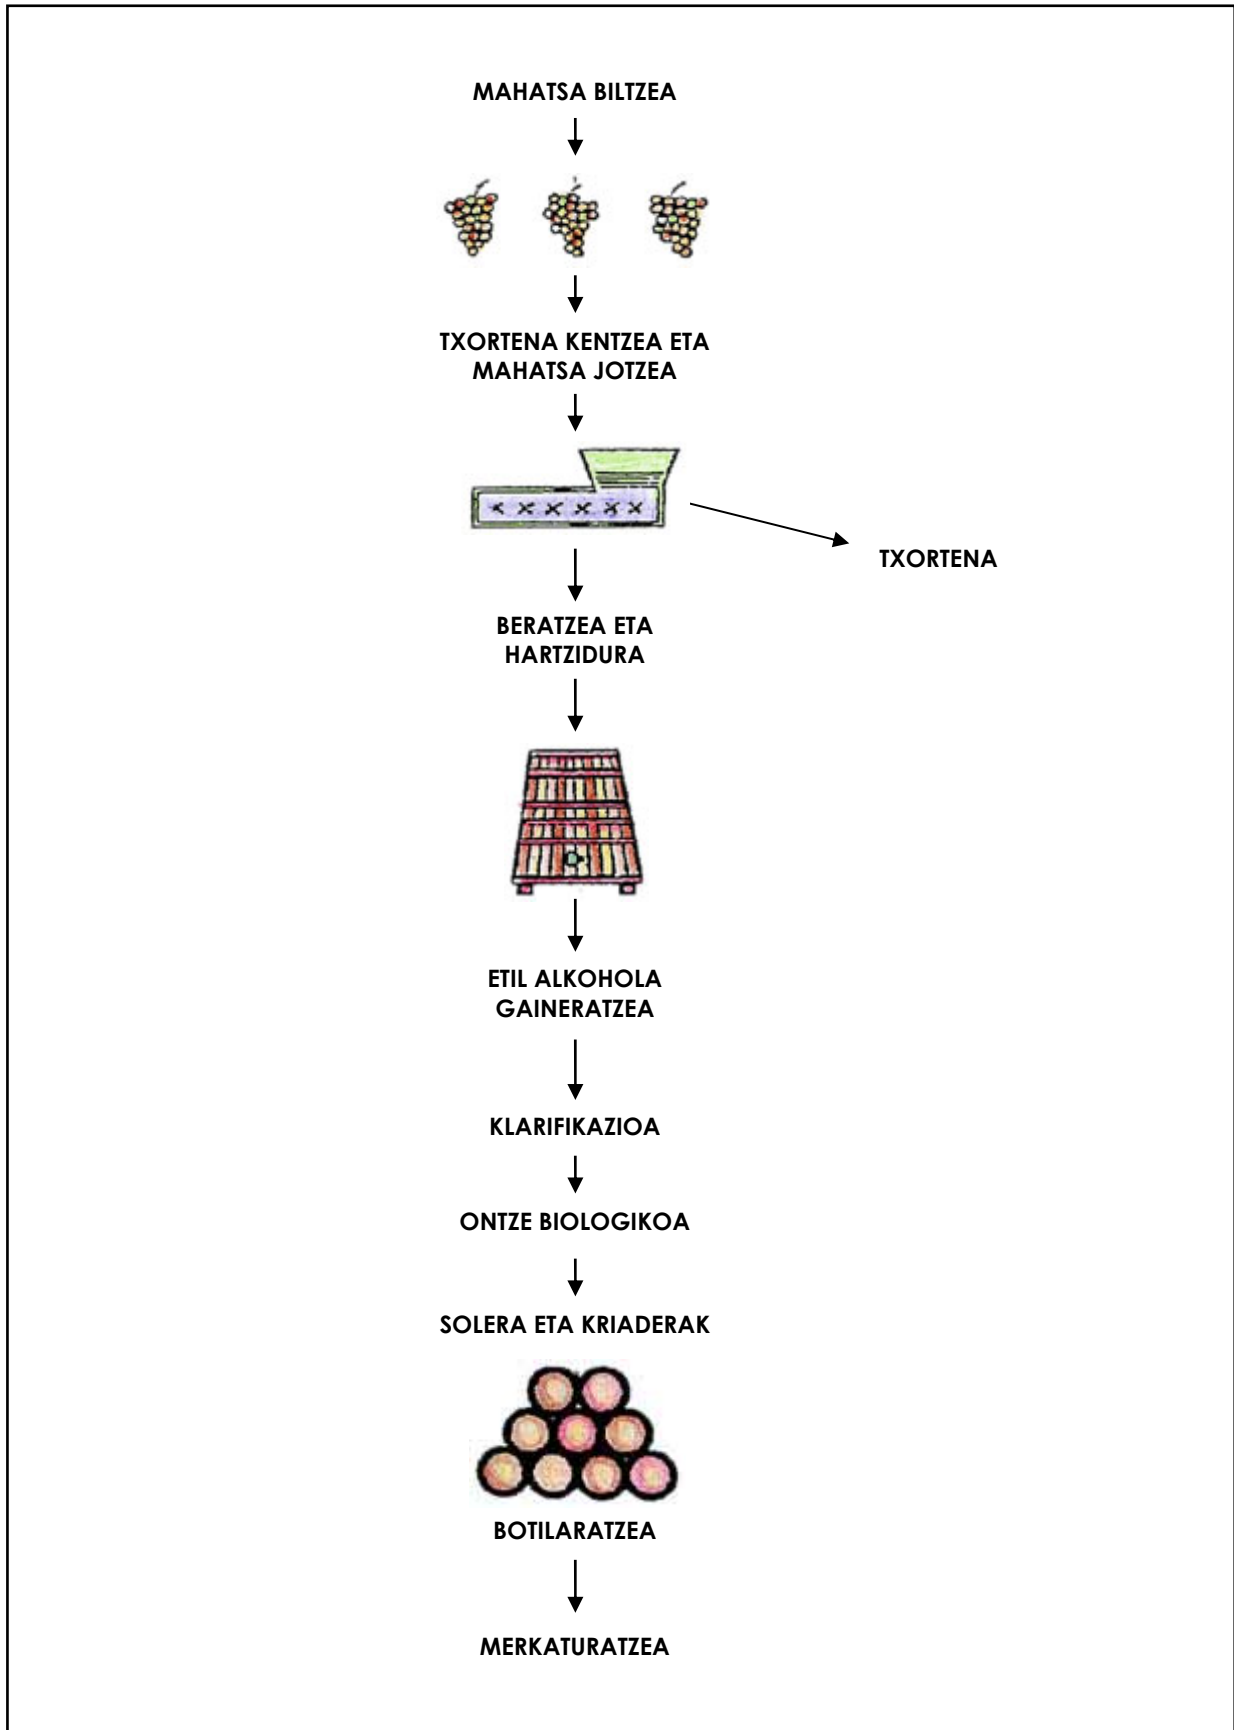 MAHATSA BILTZEA
TXORTENA KENTZEA ETA
MAHATSA JOTZEA
TXORTENA
BERATZEA ETA
HARTZIDURA
ETIL ALKOHOLA
GAINERATZEA
KLARIFIKAZIOA
ONTZE BIOLOGIKOA
SOLERA ETA KRIADERAK
BOTILARATZEA
MERKATURATZEA